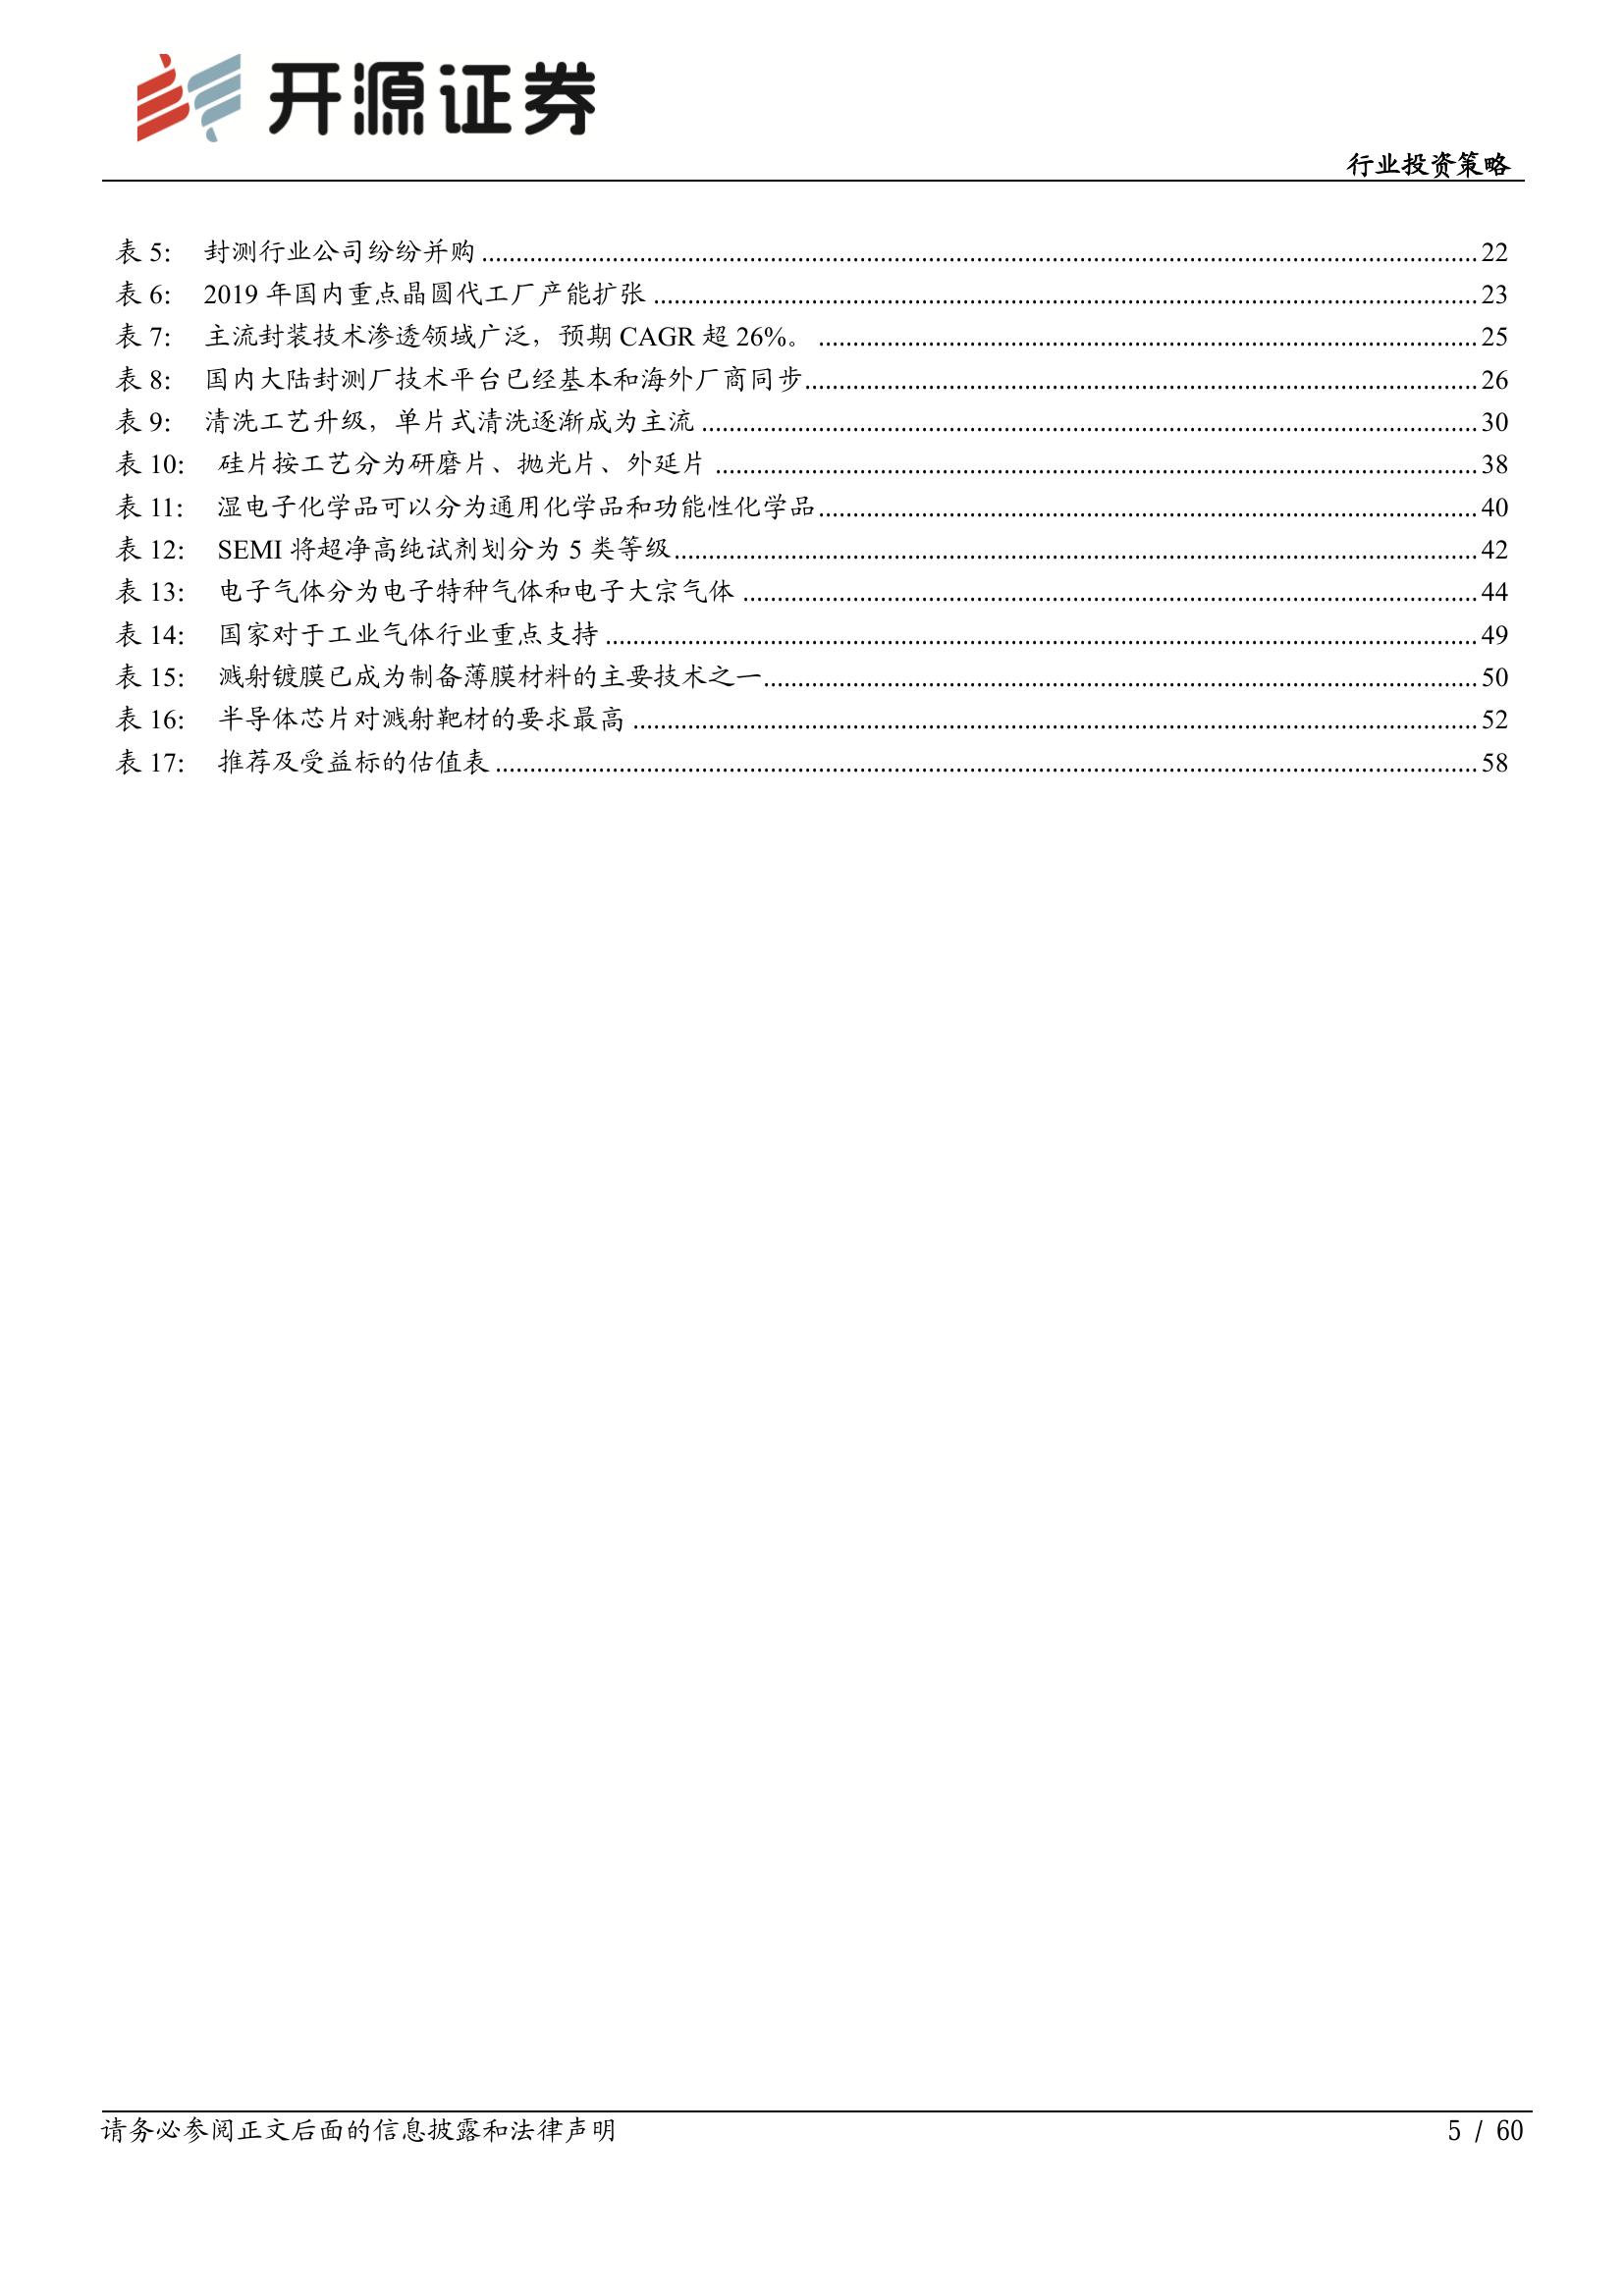 开源证券
行业投资策略
表 5: 封测行业公司纷纷并购 ........ 22
表 6: 2019 年国内重点晶圆代工厂产能扩张 ........ 23
表 7: 主流封装技术渗透领域广泛，预期 CAGR 超 26%。 ........ 25
表 8: 国内大陆封测厂技术平台已经基本和海外厂商同步 ........ 26
表 9: 清洗工艺升级，单片式清洗逐渐成为主流 ........ 30
表 10: 硅片按工艺分为研磨片、抛光片、外延片 ........ 38
表 11: 湿电子化学品可以分为通用化学品和功能性化学品 ........ 40
表 12: SEMI 将超净高纯试剂划分为 5 类等级 ........ 42
表 13: 电子气体分为电子特种气体和电子大宗气体 ........ 44
表 14: 国家对于工业气体行业重点支持 ........ 49
表 15: 溅射镀膜已成为制备薄膜材料的主要技术之一 ........ 50
表 16: 半导体芯片对溅射靶材的要求最高 ........ 52
表 17: 推荐及受益标的估值表 ........ 58
请务必参阅正文后面的信息披露和法律声明
5 / 60